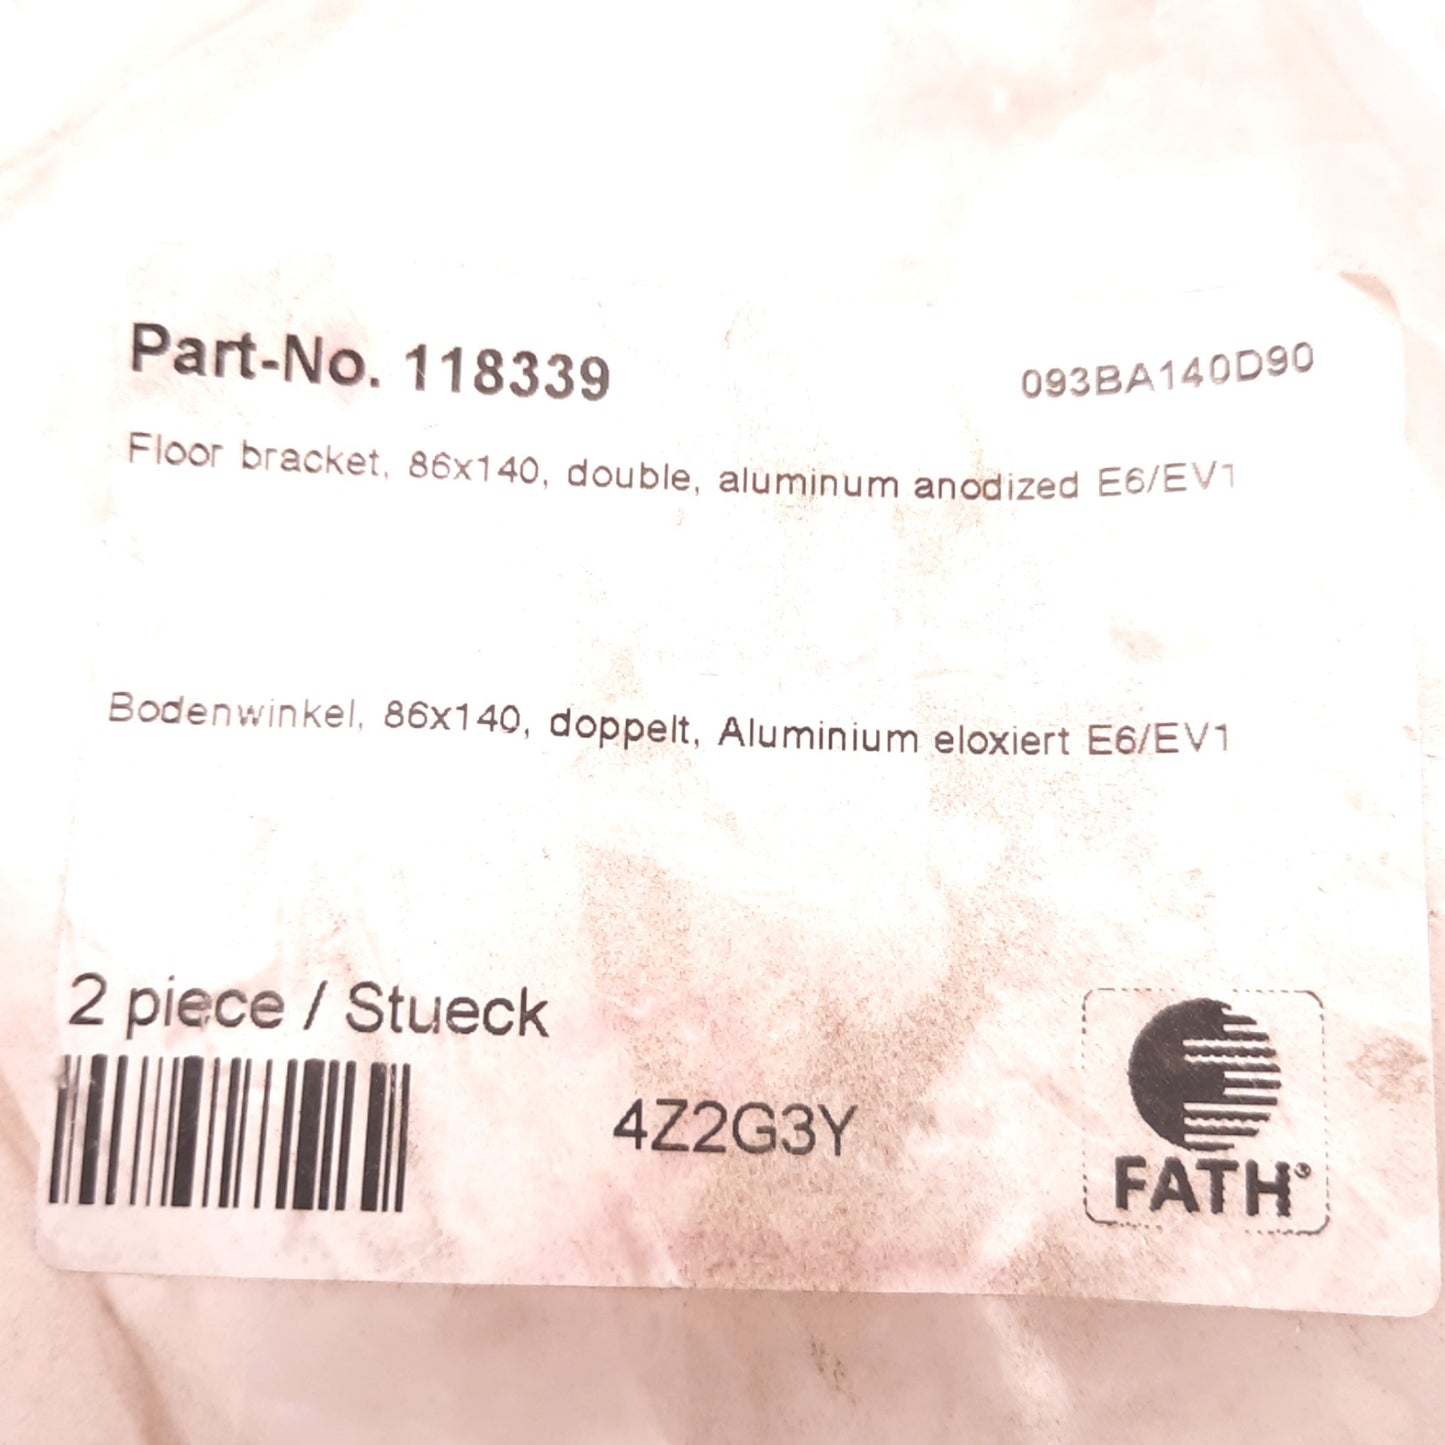 Part-No. 118339 093BA140D90
Floor bracket, 86x140, double, aluminum anodized E6/EV1
Bodenwinkel, 86x140, doppelt, Aluminium eloxiert E6/EV1
2 piece / Stueck
4Z2G3Y
FATH®